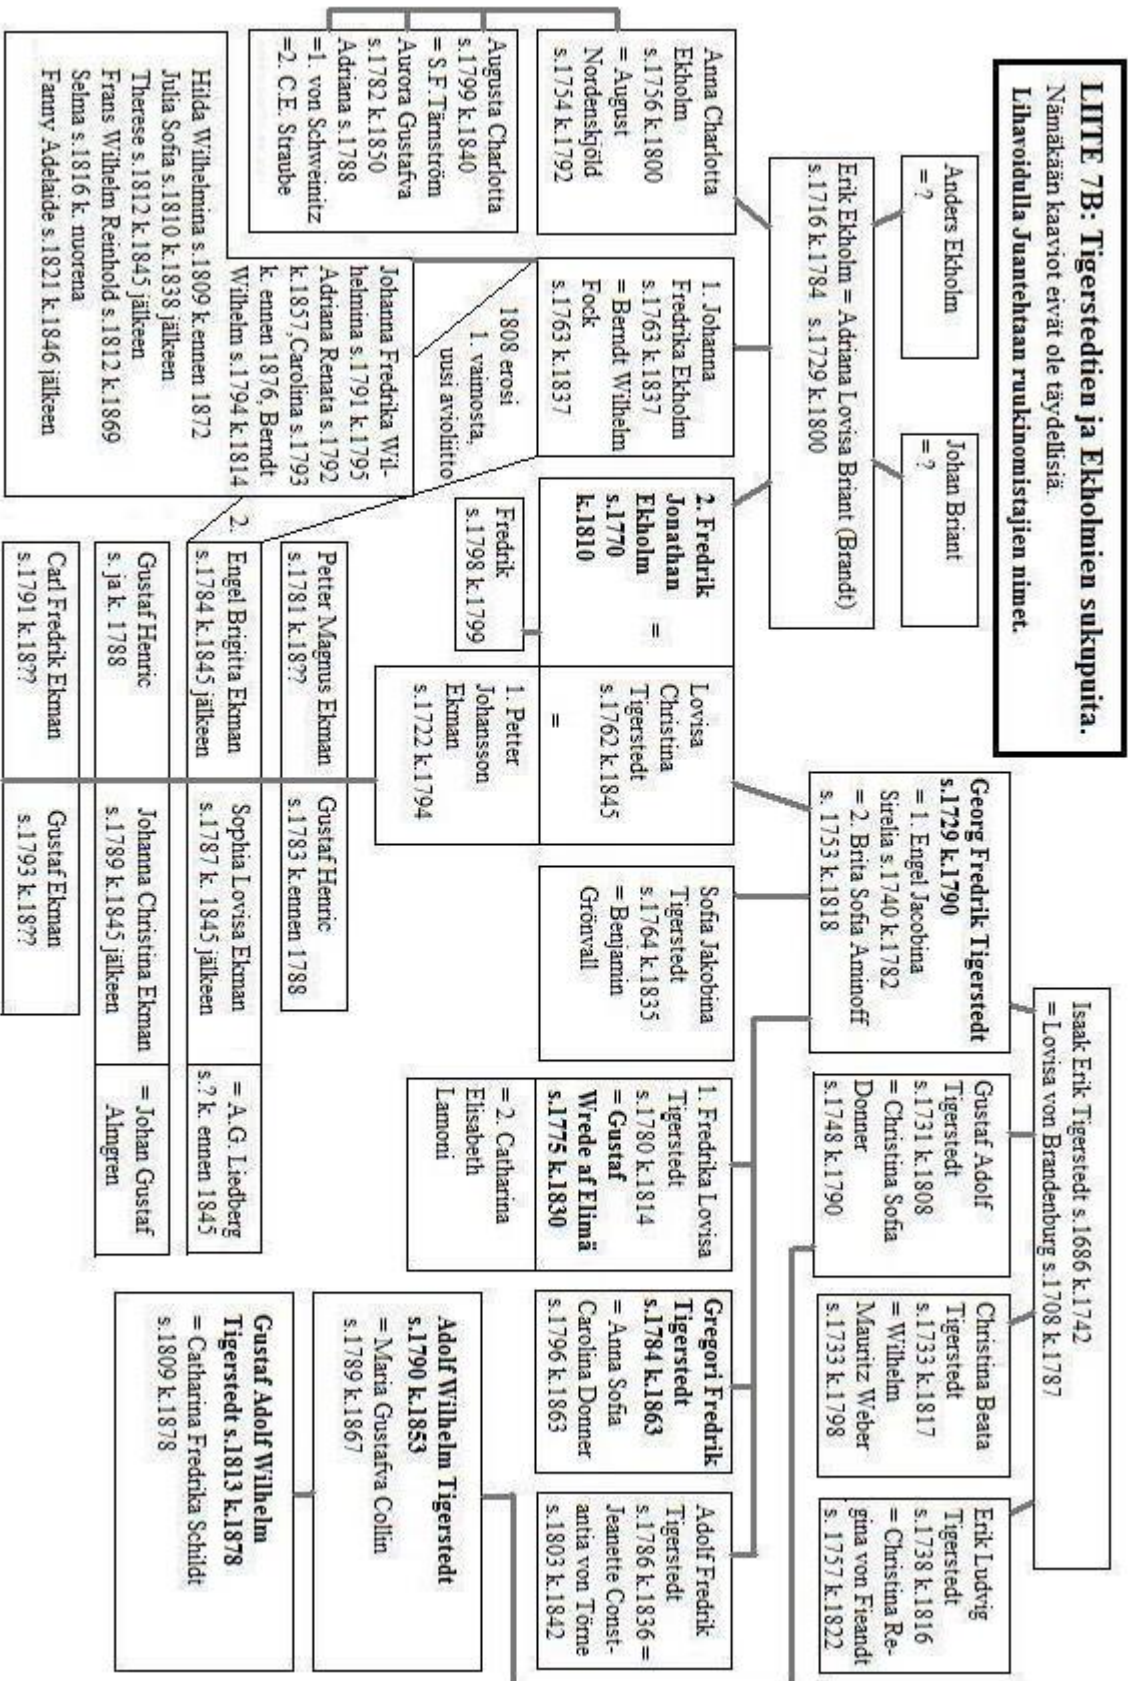 LIITE 7B: Tigerstedtien ja Ekholmien sukupuita.
Nämäkään kaaviot eivät ole täydellisiä.
Lihavoidulla Juantehtaan ruukinomistajien nimet.
Anders Ekholm
= ?
Johan Briant
= ?
Erik Ekholm = Adriana Lovisa Briant (Brandt)
s.1716 k.1784 s.1729 k.1800
Isaak Erik Tigerstedt s.1686 k.1742
= Lovisa von Brandenburg s.1708 k.1787
Georg Fredrik Tigerstedt
s.1729 k.1790
= 1. Engel Jacobina
Sirelia s.1740 k.1782
= 2. Brita Sofia Aminoff
s. 1753 k.1818
Gustaf Adolf
Tigerstedt
s.1731 k.1808
= Christina Sofia
Donner
s.1748 k.1790
Christina Beata
Tigerstedt
s.1733 k.1817
= Wilhelm
Mauritz Weber
s.1733 k.1798
Erik Ludvig
Tigerstedt
s.1738 k.1816
= Christina Re-
gina von Fieandt
s. 1757 k.1822
Anna Charlotta
Ekholm
s.1756 k.1800
= August
Nordenskjöld
s.1754 k.1792
1. Johanna
Fredrika Ekholm
s.1763 k.1837
= Berndt Wilhelm
Fock
s.1763 k.1837
2. Fredrik
Jonathan
Ekholm =
s.1770
k.1810
Lovisa
Christina
Tigerstedt
s.1762 k.1845
=
Sofia Jakobina
Tigerstedt
s.1764 k.1835
= Benjamin
Grönvall
1. Fredrika Lovisa
Tigerstedt
s.1780 k.1814
= Gustaf
Wrede af Elimä
s.1775 k.1830
= 2. Catharina
Elisabeth
Lamoni
Gregori Fredrik
Tigerstedt
s.1784 k.1863
= Anna Sofia
Carolina Donner
s.1796 k.1863
Adolf Fredrik
Tigerstedt
s.1786 k.1836 =
Jeanette Const-
antia von Törne
s.1803 k.1842
Augusta Charlotta
s.1799 k.1840
= S.F.Tärnström
Aurora Gustafva
s.1782 k.1850
Adriana s.1788
=1. von Schweinitz
=2. C.E. Straube
1808 erosi
1. vaimosta,
uusi avioliitto
Fredrik
s.1798 k.1799
1. Petter
Johansson
Ekman
s.1722 k.1794
Johanna Fredrika Wil-
helmina s.1791 k.1795
Adriana Renata s.1792
k.1857,Carolina s.1793
k. ennen 1876, Berndt
Wilhelm s.1794 k.1814
Hilda Wilhelmina s.1809 k.ennen 1872
Julia Sofia s.1810 k.1838 jälkeen
Therese s.1812 k.1845 jälkeen
Frans Wilhelm Reinhold s.1812 k.1869
Selma s.1816 k. nuorena
Fanny Adelaide s.1821 k.1846 jälkeen
Petter Magnus Ekman
s.1781 k.18??
Gustaf Henric
s.1783 k.ennen 1788
2.
Engel Brigitta Ekman
s.1784 k.1845 jälkeen
Sophia Lovisa Ekman
s.1787 k. 1845 jälkeen
= A.G. Liedberg
s.? k. ennen 1845
Gustaf Henric
s. ja k. 1788
Johanna Christina Ekman
s.1789 k.1845 jälkeen
= Johan Gustaf
Almgren
Carl Fredrik Ekman
s.1791 k.18??
Gustaf Ekman
s.1793 k.18??
Adolf Wilhelm Tigerstedt
s.1790 k.1853
= Maria Gustafva Collin
s.1789 k.1867
Gustaf Adolf Wilhelm
Tigerstedt s.1813 k.1878
= Catharina Fredrika Schildt
s.1809 k.1878